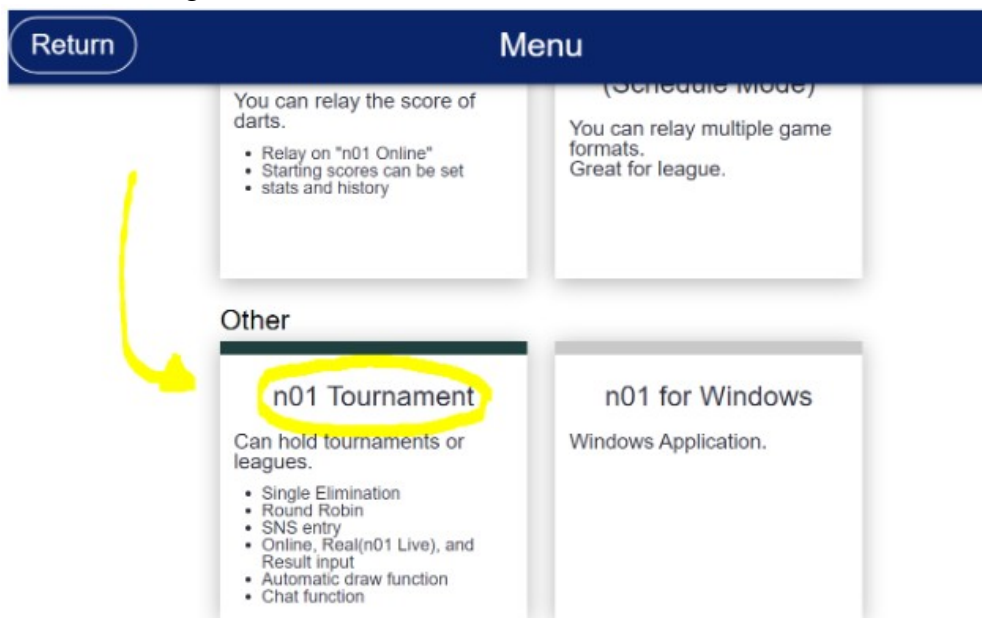 Return
Menu
You can relay the score of
darts.
• Relay on "n01 Online"
• Starting scores can be set
• stats and history
(Schedule Mode)
You can relay multiple game
formats.
Great for league.
Other
n01 Tournament
Can hold tournaments or
leagues.
• Single Elimination
• Round Robin
• SNS entry
• Online, Real(n01 Live), and
Result input
• Automatic draw function
• Chat function
n01 for Windows
Windows Application.